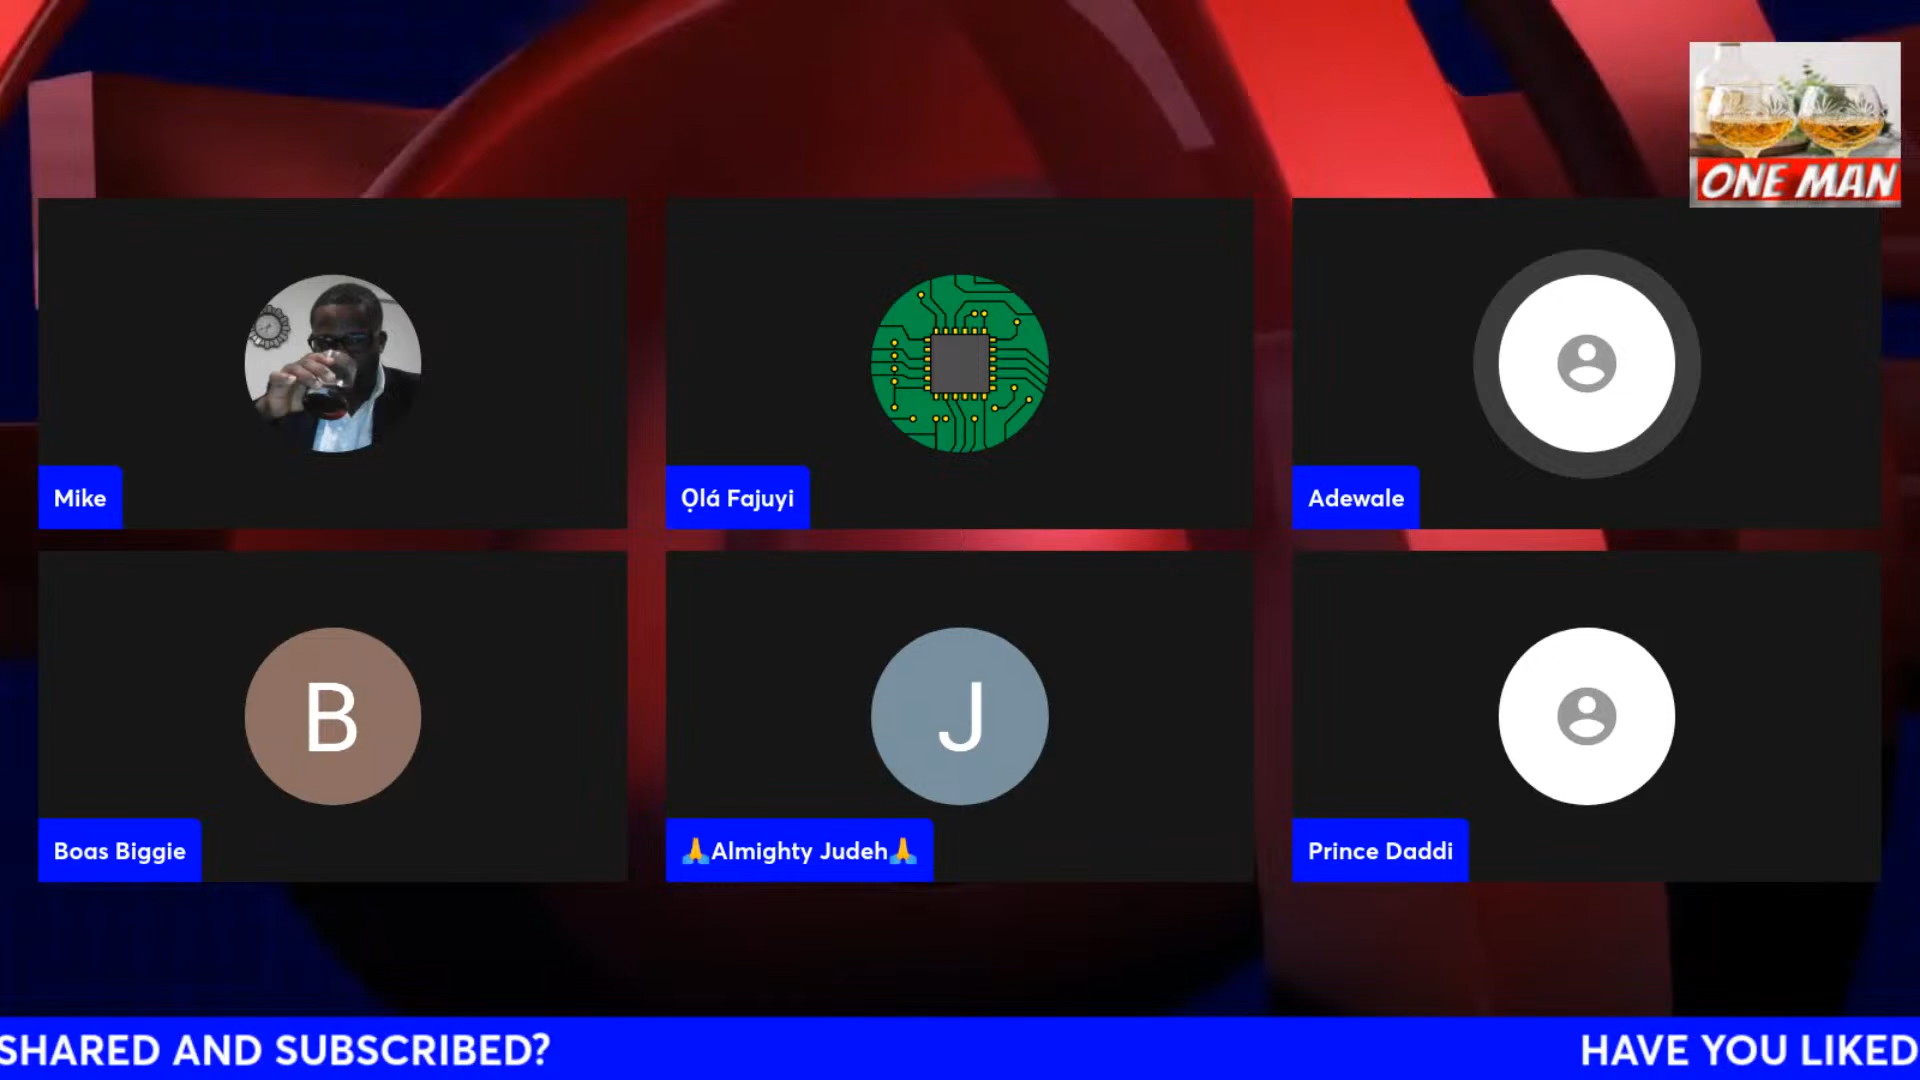 ONE MAN
Mike
Ọlá Fajuyi
Adewale
B
J
Boas Biggie
🙏Almighty Judeh🙏
Prince Daddi
SHARED AND SUBSCRIBED?
HAVE YOU LIKED